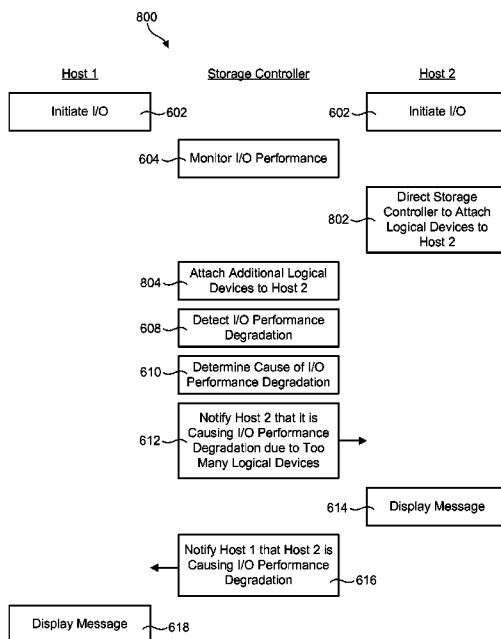 800
Host 1
Storage Controller
Host 2
Initiate I/O
602
602
Initiate I/O
604
Monitor I/O Performance
802
Direct Storage
Controller to Attach
Logical Devices to
Host 2
804
Attach Additional Logical
Devices to Host 2
608
Detect I/O Performance
Degradation
610
Determine Cause of I/O
Performance Degradation
612
Notify Host 2 that it is
Causing I/O Performance
Degradation due to Too
Many Logical Devices
614
Display Message
Notify Host 1 that Host 2 is
Causing I/O Performance
Degradation
616
Display Message
618